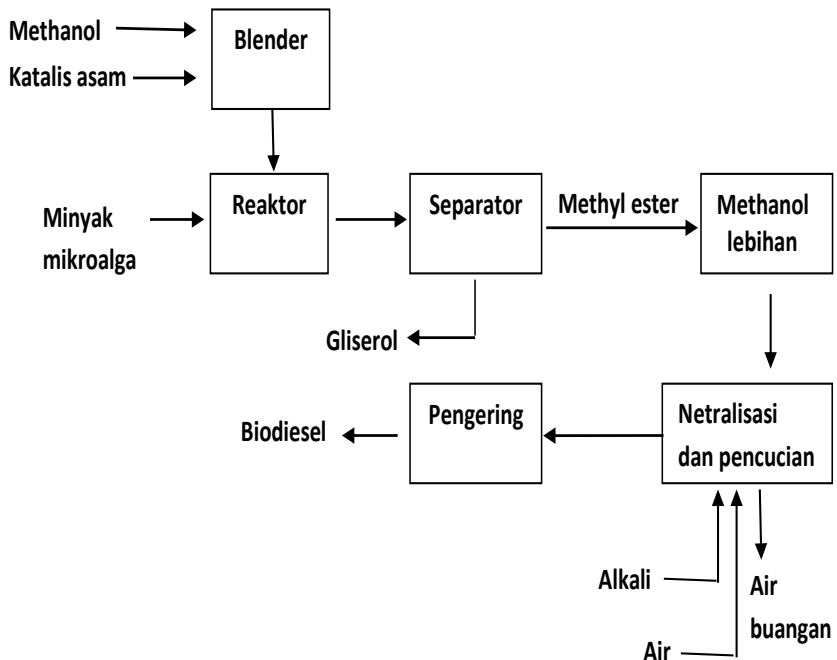 Methanol
Katalis asam
Blender
Minyak
mikroalga
Reaktor
Separator
Methyl ester
Methanol
lebihan
Gliserol
Biodiesel
Pengering
Netralisasi
dan pencucian
Alkali
Air
buangan
Air